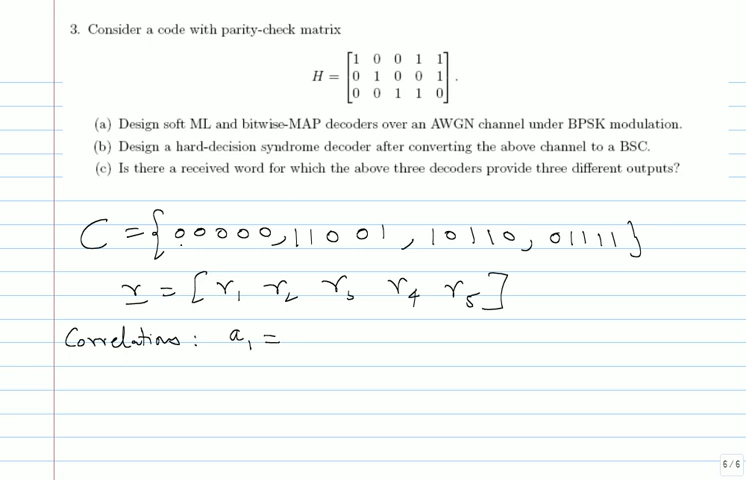 3. Consider a code with parity-check matrix
H = [1 0 0 1 1
0 1 0 0 1
0 0 1 1 0].
(a) Design soft ML and bitwise-MAP decoders over an AWGN channel under BPSK modulation.
(b) Design a hard-decision syndrome decoder after converting the above channel to a BSC.
(c) Is there a received word for which the above three decoders provide three different outputs?
C = {00000, 11001, 10110, 01111}
r = [r₁ r₂ r₃ r₄ r₅]
Correlations: a₁ =
6 / 6